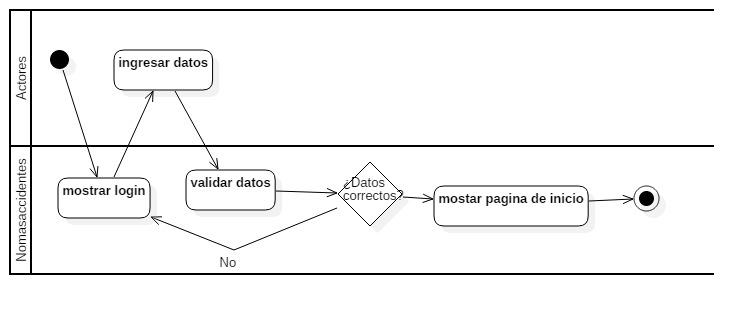 Actores
ingresar datos
Nomasaccidentes
mostrar login
validar datos
¿Datos
correctos?
mostar pagina de inicio
No